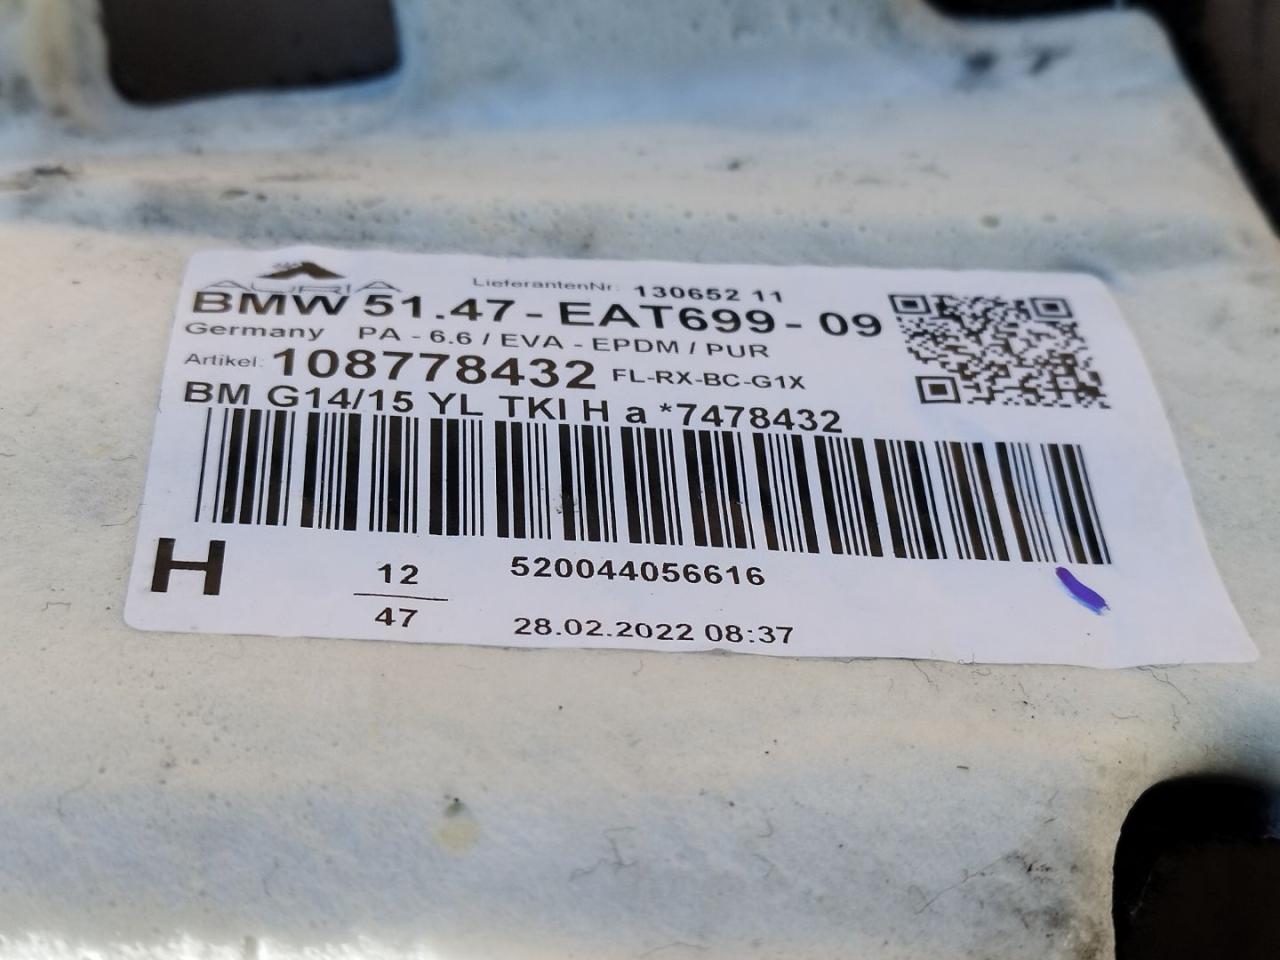 AURIA
LieferantenNr: 130652 11
BMW 51.47 - EAT699 - 09
Germany PA - 6.6 / EVA - EPDM / PUR
Artikel: 108778432 FL-RX-BC-G1X
BM G14/15 YL TKI H a *7478432
H
12
47
520044056616
28.02.2022 08:37